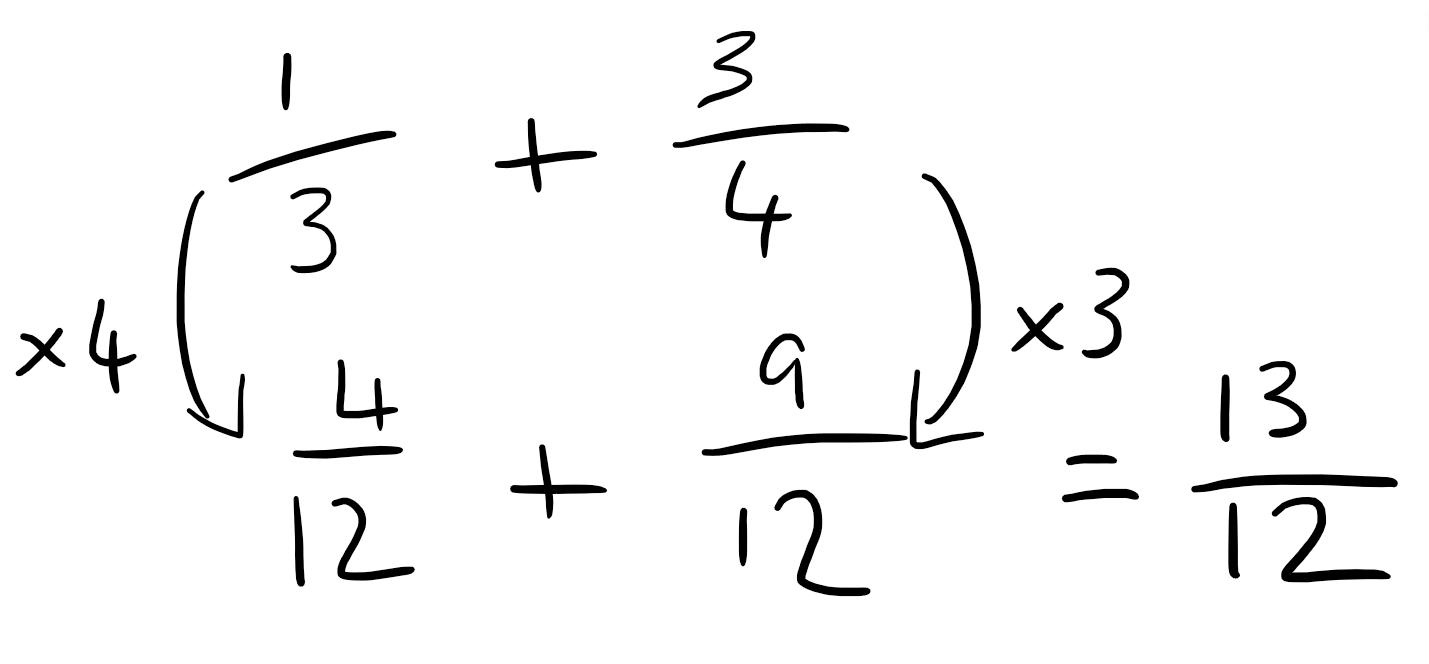 1/3 + 3/4
×4 ×3
4/12 + 9/12 = 13/12